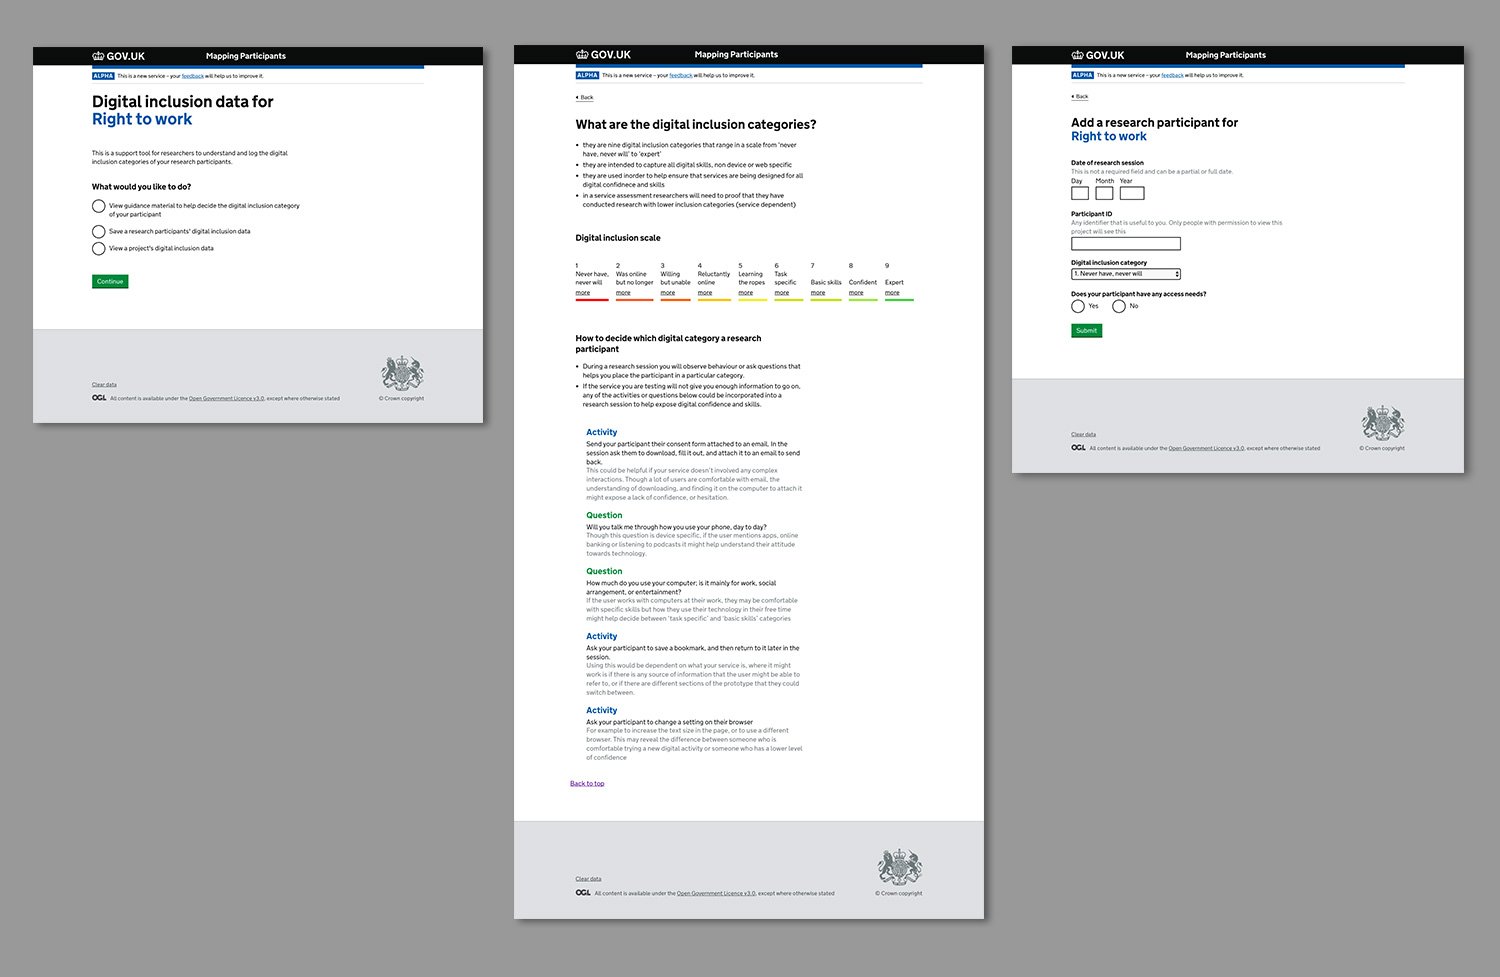 GOV.UK Mapping Participants
ALPHA This is a new service – your feedback will help us to improve it.
Digital inclusion data for
Right to work
This is a support tool for researchers to understand and log the digital
inclusion categories of your research participants.
What would you like to do?
View guidance material to help decide the digital inclusion category
of your participant
Save a research participants' digital inclusion data
View a project's digital inclusion data
Continue
Clear data
OGL All content is available under the Open Government Licence v3.0, except where otherwise stated
© Crown copyright
GOV.UK Mapping Participants
ALPHA This is a new service – your feedback will help us to improve it.
Back
What are the digital inclusion categories?
• they are nine digital inclusion categories that range in a scale from 'never
have, never will' to 'expert'
• they are intended to capture all digital skills, non device or web specific
• they are used inorder to help ensure that services are being designed for all
digital confidnece and skills
• in a service assessment researchers will need to proof that they have
conducted research with lower inclusion categories (service dependent)
Digital inclusion scale
1 2 3 4 5 6 7 8 9
Never have, Was online Willing Reluctantly Learning Task
never will but no longer but unable online the ropes specific Basic skills Confident Expert
more more more more more more more more more
How to decide which digital category a research
participant
• During a research session you will observe behaviour or ask questions that
helps you place the participant in a particular category.
• If the service you are testing will not give you enough information to go on,
any of the activities or questions below could be incorporated into a
research session to help expose digital confidence and skills.
Activity
Send your participant their consent form attached to an email. In the
session ask them to download, fill it out, and attach it to an email to send
back.
This could be helpful if your service doesn't involved any complex
interactions. Though a lot of users are comfortable with email, the
understanding of downloading, and finding it on the computer to attach it
might expose a lack of confidence, or hesitation.
Question
Will you talk me through how you use your phone, day to day?
Though this question is device specific, if the user mentions apps, online
banking or listening to podcasts it might help understand their attitude
towards technology.
Question
How much do you use your computer; is it mainly for work, social
arrangement, or entertainment?
If the user works with computers at their work, they may be comfortable
with specific skills but how they use their technology in their free time
might help decide between 'task specific' and 'basic skills' categories
Activity
Ask your participant to save a bookmark, and then return to it later in the
session.
Using this would be dependent on what your service is, where it might
work is if there is any source of information that the user might be able to
refer to, or if there are different sections of the prototype that they could
switch between.
Activity
Ask your participant to change a setting on their browser
For example to increase the text size in the page, or to use a different
browser. This may reveal the difference between someone who is
comfortable trying a new digital activity or someone who has a lower level
of confidence
Back to top
Clear data
OGL All content is available under the Open Government Licence v3.0, except where otherwise stated
© Crown copyright
GOV.UK Mapping Participants
ALPHA This is a new service – your feedback will help us to improve it.
Back
Add a research participant for
Right to work
Date of research session
This is not a required field and can be a partial or full date.
Day Month Year
Participant ID
Any identifier that is useful to you. Only people with permission to view this
project will see this
Digital inclusion category
1. Never have, never will
Does your participant have any access needs?
Yes No
Submit
Clear data
OGL All content is available under the Open Government Licence v3.0, except where otherwise stated
© Crown copyright